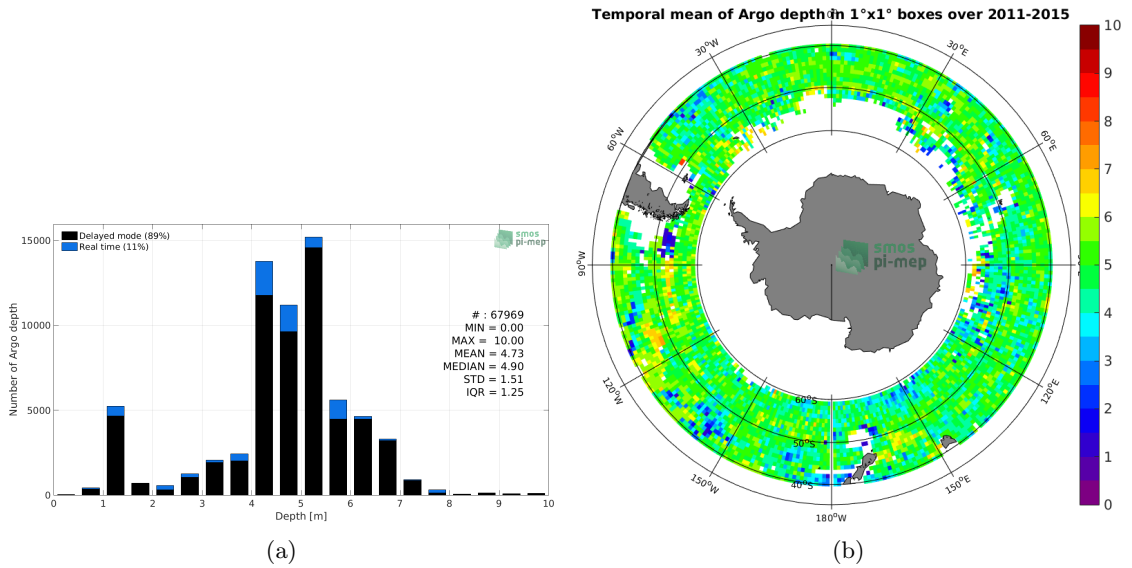 Delayed mode (89%)
Real time (11%)
smos
pi-mep
# : 67969
MIN = 0.00
MAX = 10.00
MEAN = 4.73
MEDIAN = 4.90
STD = 1.51
IQR = 1.25
Number of Argo depth
15000
10000
5000
0
0 1 2 3 4 5 6 7 8 9 10
Depth [m]
(a)
Temporal mean of Argo depth in 1°x1° boxes over 2011-2015
30°W
30°E
60°W
60°E
90°W
120°W
120°E
150°W
150°E
180°W
60°S
50°S
40°S
smos
pi-mep
10
9
8
7
6
5
4
3
2
1
0
(b)